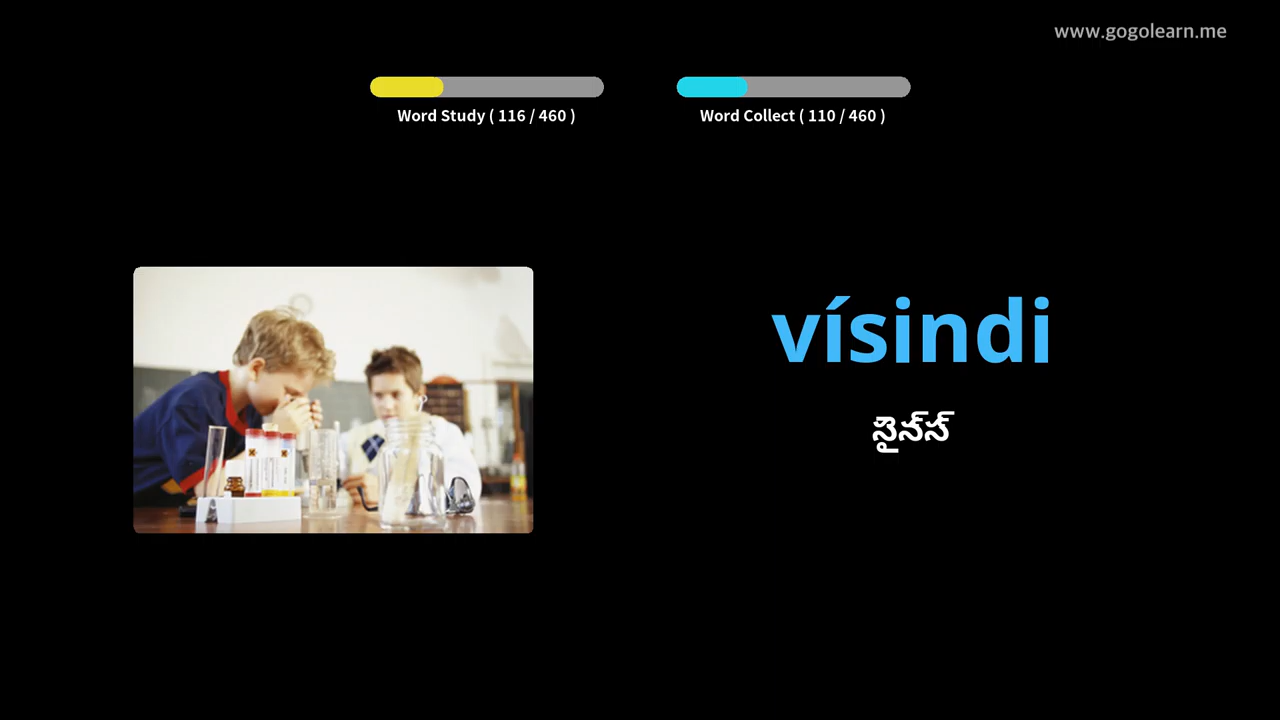 www.gogolearn.me
Word Study ( 116 / 460 )
Word Collect ( 110 / 460 )
vísindi
సైన్స్